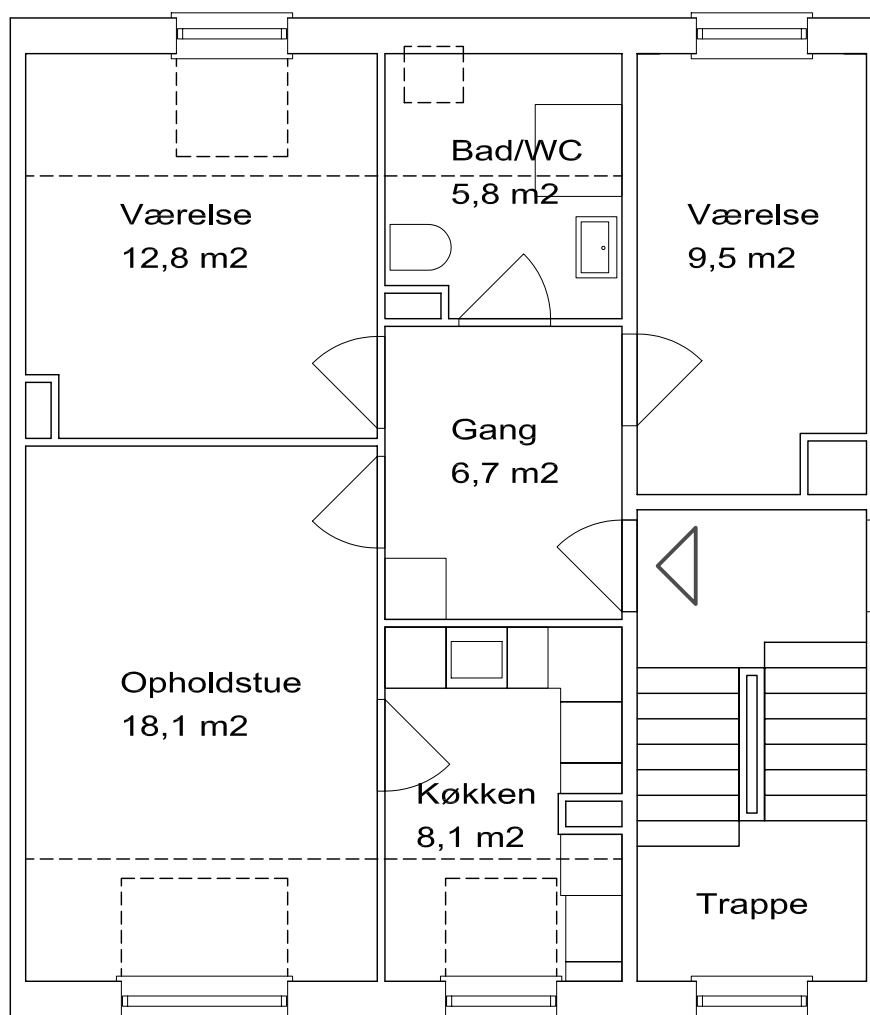 Bad/WC
5,8 m2
Værelse
12,8 m2
Værelse
9,5 m2
Gang
6,7 m2
Opholdstue
18,1 m2
Køkken
8,1 m2
Trappe